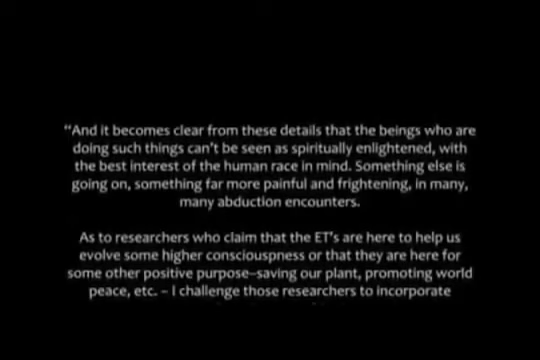 “And it becomes clear from these details that the beings who are
doing such things can't be seen as spiritually enlightened, with
the best interest of the human race in mind. Something else is
going on, something far more painful and frightening, in many,
many abduction encounters.
As to researchers who claim that the ET's are here to help us
evolve some higher consciouspness or that they are here for
some other positive purpose–saving our plant, promoting world
peace, etc. – I challenge those researchers to incorporate